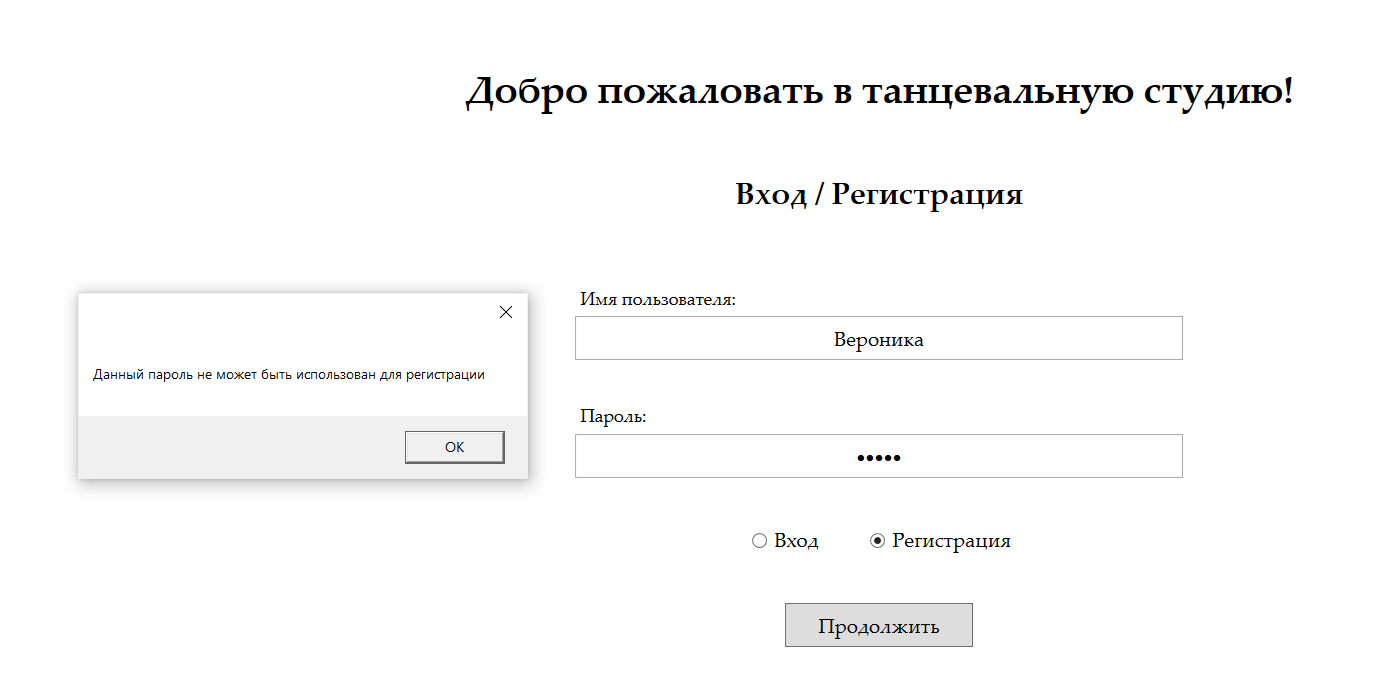 Добро пожаловать в танцевальную студию!
Вход / Регистрация
Имя пользователя:
Вероника
Данный пароль не может быть использован для регистрации
OK
Пароль:
•••••
Вход
Регистрация
Продолжить